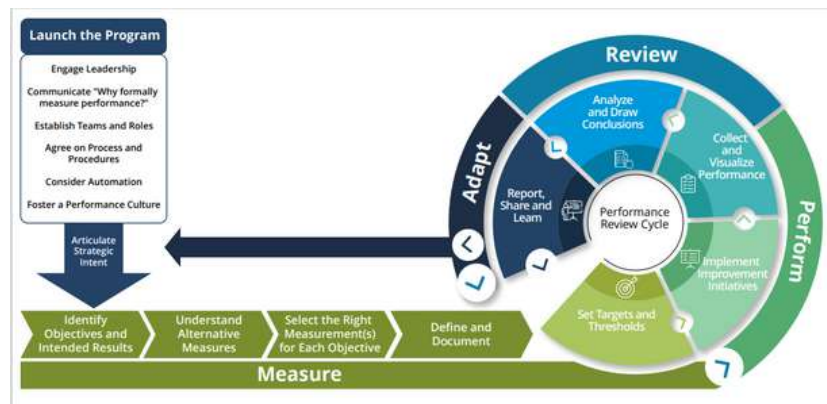 Launch the Program
Engage Leadership
Communicate "Why formally
measure performance?"
Establish Teams and Roles
Agree on Process and
Procedures
Consider Automation
Foster a Performance Culture
Articulate
Strategic
Intent
Identify
Objectives and
Intended Results
Understand
Alternative
Measures
Select the Right
Measurement(s)
for Each Objective
Define and
Document
Measure
Set Targets and
Thresholds
Implement
Improvement
Initiatives
Collect
and
Visualize
Performance
Analyze
and Draw
Conclusions
Report,
Share and
Learn
Performance
Review Cycle
Perform
Review
Adapt